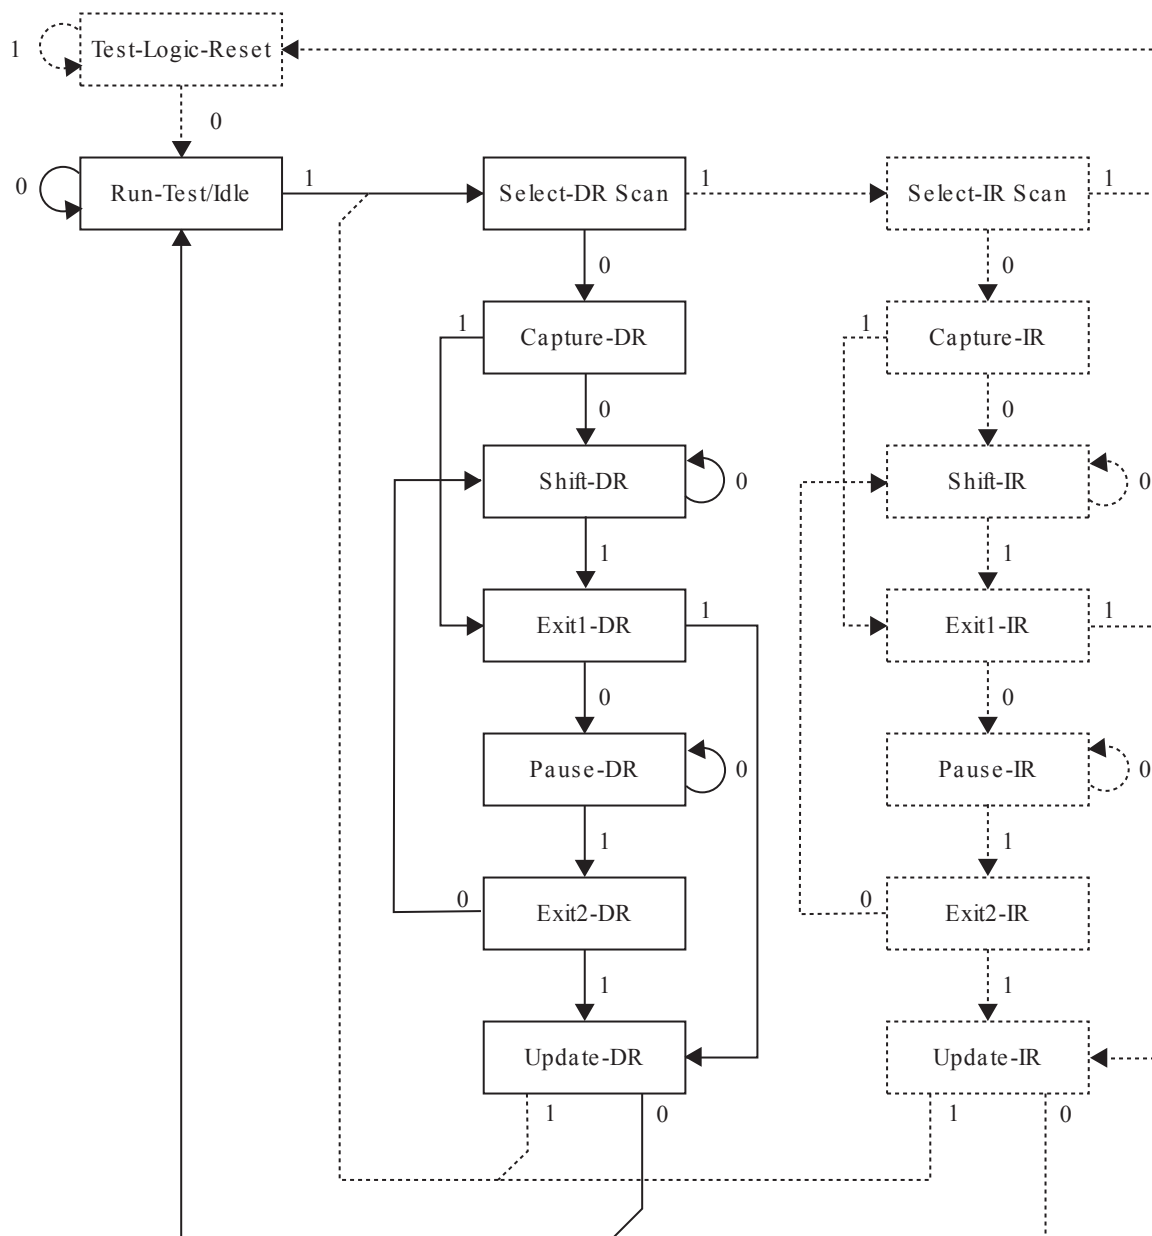 1
Test-Logic-Reset
0
0
Run-Test/Idle
1
Select-DR Scan
1
Select-IR Scan
1
0
0
1
Capture-DR
1
Capture-IR
0
0
Shift-DR
0
Shift-IR
0
1
1
Exit1-DR
1
Exit1-IR
1
0
0
Pause-DR
0
Pause-IR
0
1
1
0
Exit2-DR
0
Exit2-IR
1
1
Update-DR
Update-IR
1
0
1
0